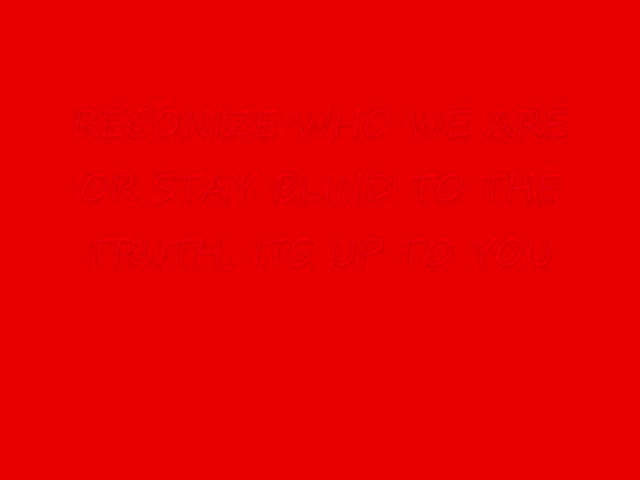 RECONIZE WHO WE ARE
OR STAY BLIND TO THE
TRUTH. ITS UP TO YOU